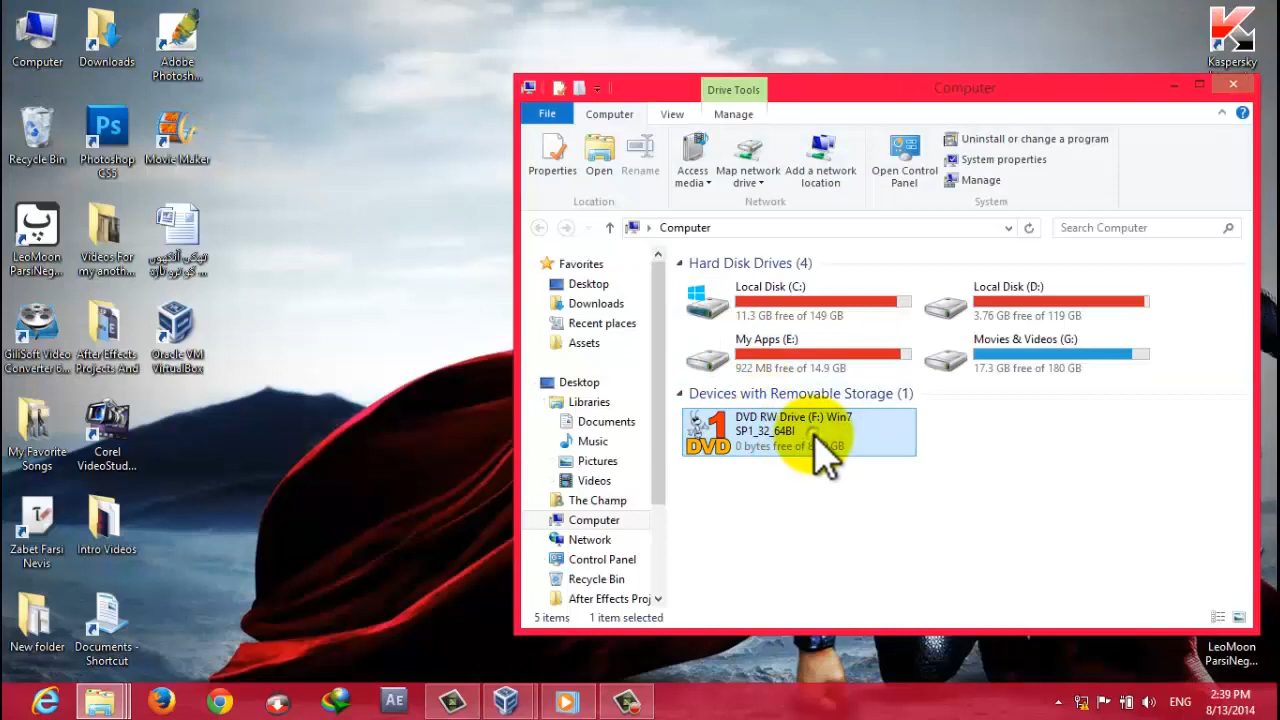 Computer
Downloads
Adobe
Photosh...
Recycle Bin
Ps
Photoshop
CS5
Movie Maker
LeoMoon
ParsiNeg...
Videos For
my anoth...
GiliSoft Video
Converter 6...
After Effects
Projects And
Oracle VM
VirtualBox
My Favorite
Songs
Corel
VideoStud...
Zabet Farsi
Nevis
Intro Videos
New folder
Documents -
Shortcut
Kaspersky
LeoMoon
ParsiNeg...
Drive Tools
Computer
File
Computer
View
Manage
Properties
Open
Rename
Access
media
Map network
drive
Add a network
location
Open Control
Panel
Uninstall or change a program
System properties
Manage
Location
Network
System
Computer
Search Computer
Favorites
Desktop
Downloads
Recent places
Assets
Desktop
Libraries
Documents
Music
Pictures
Videos
The Champ
Computer
Network
Control Panel
Recycle Bin
After Effects Proj
Hard Disk Drives (4)
Local Disk (C:)
11.3 GB free of 149 GB
Local Disk (D:)
3.76 GB free of 119 GB
My Apps (E:)
922 MB free of 14.9 GB
Movies & Videos (G:)
17.3 GB free of 180 GB
Devices with Removable Storage (1)
1
DVD
DVD RW Drive (F:) Win7
SP1_32_64BI
0 bytes free of GB
5 items
1 item selected
AE
ENG
2:39 PM
8/13/2014